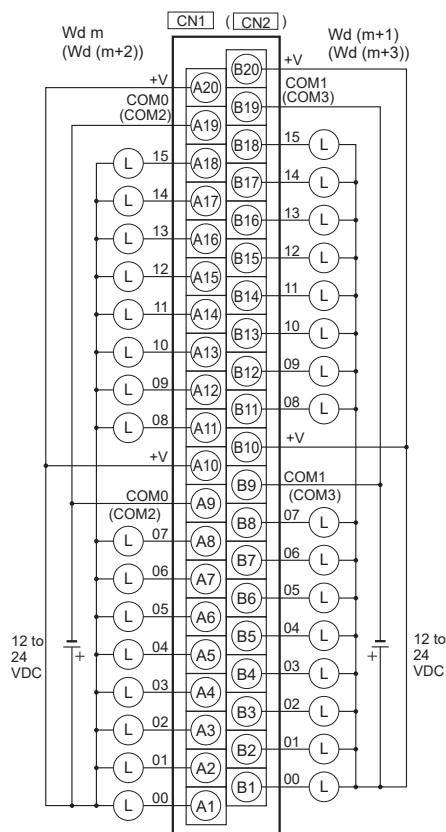 Wd m
(Wd (m+2))
CN1 (CN2)
Wd (m+1)
(Wd (m+3))
+V A20
COM0
(COM2) A19
L 15 A18
L 14 A17
L 13 A16
L 12 A15
L 11 A14
L 10 A13
L 09 A12
L 08 A11
+V A10
COM0
(COM2) A9
L 07 A8
L 06 A7
L 05 A6
L 04 A5
L 03 A4
L 02 A3
L 01 A2
L 00 A1
12 to
24
VDC
+
B20 +V
B19 COM1
(COM3)
B18 15 L
B17 14 L
B16 13 L
B15 12 L
B14 11 L
B13 10 L
B12 09 L
B11 08 L
B10 +V
B9 COM1
(COM3)
B8 07 L
B7 06 L
B6 05 L
B5 04 L
B4 03 L
B3 02 L
B2 01 L
B1 00 L
+
12 to
24
VDC